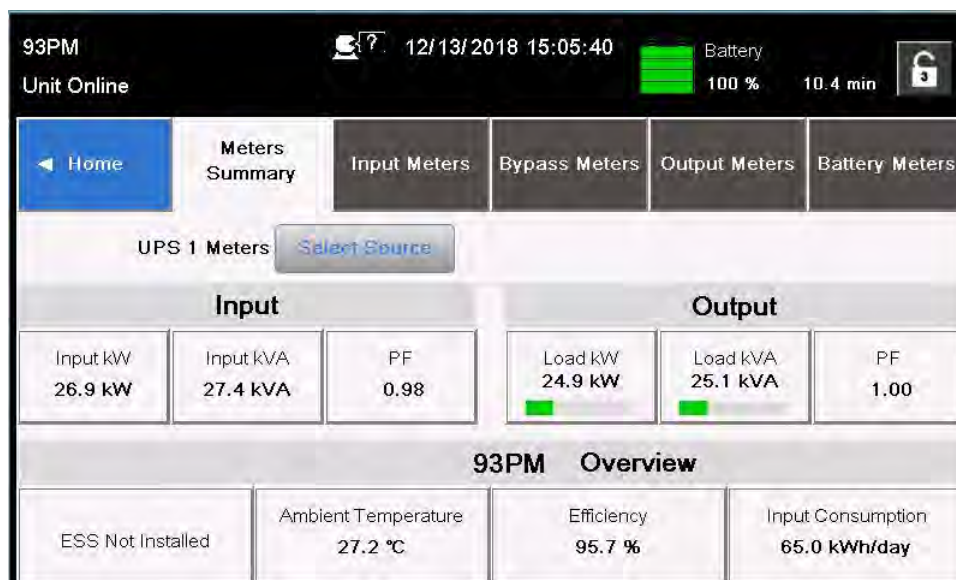 93PM
? 12/13/2018 15:05:40
Battery
Unit Online
100 % 10.4 min
3
◄ Home
Meters
Summary
Input Meters
Bypass Meters
Output Meters
Battery Meters
UPS 1 Meters Select Source
Input
Output
Input kW
26.9 kW
Input kVA
27.4 kVA
PF
0.98
Load kW
24.9 kW
Load kVA
25.1 kVA
PF
1.00
93PM Overview
ESS Not Installed
Ambient Temperature
27.2 °C
Efficiency
95.7 %
Input Consumption
65.0 kWh/day